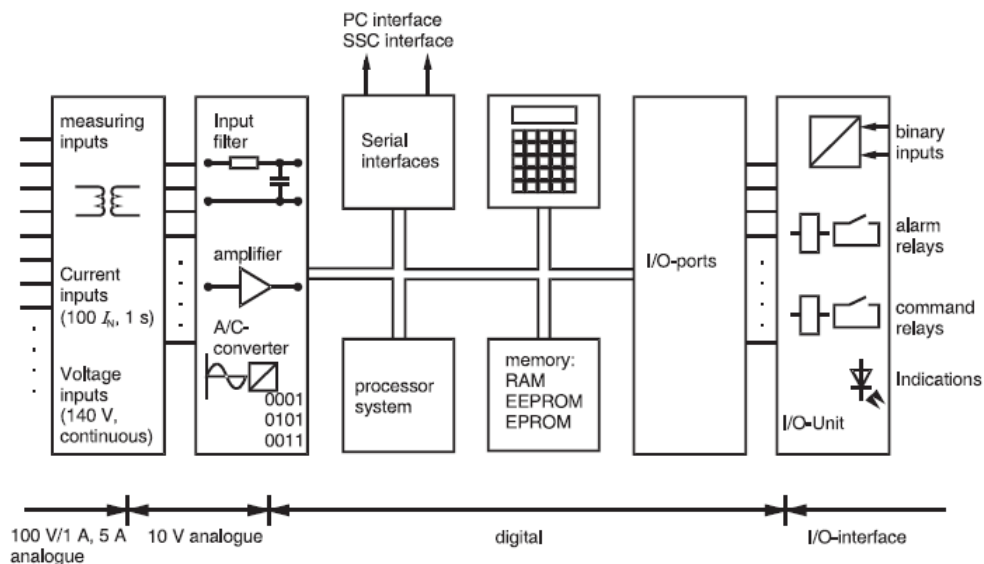 PC interface
SSC interface
measuring
inputs
Current
inputs
(100 I_N, 1 s)
Voltage
inputs
(140 V,
continuous)
Input
filter
amplifier
A/C-
converter
0001
0101
0011
Serial
interfaces
processor
system
memory:
RAM
EEPROM
EPROM
I/O-ports
binary
inputs
alarm
relays
command
relays
Indications
I/O-Unit
100 V/1 A, 5 A
analogue
10 V analogue
digital
I/O-interface